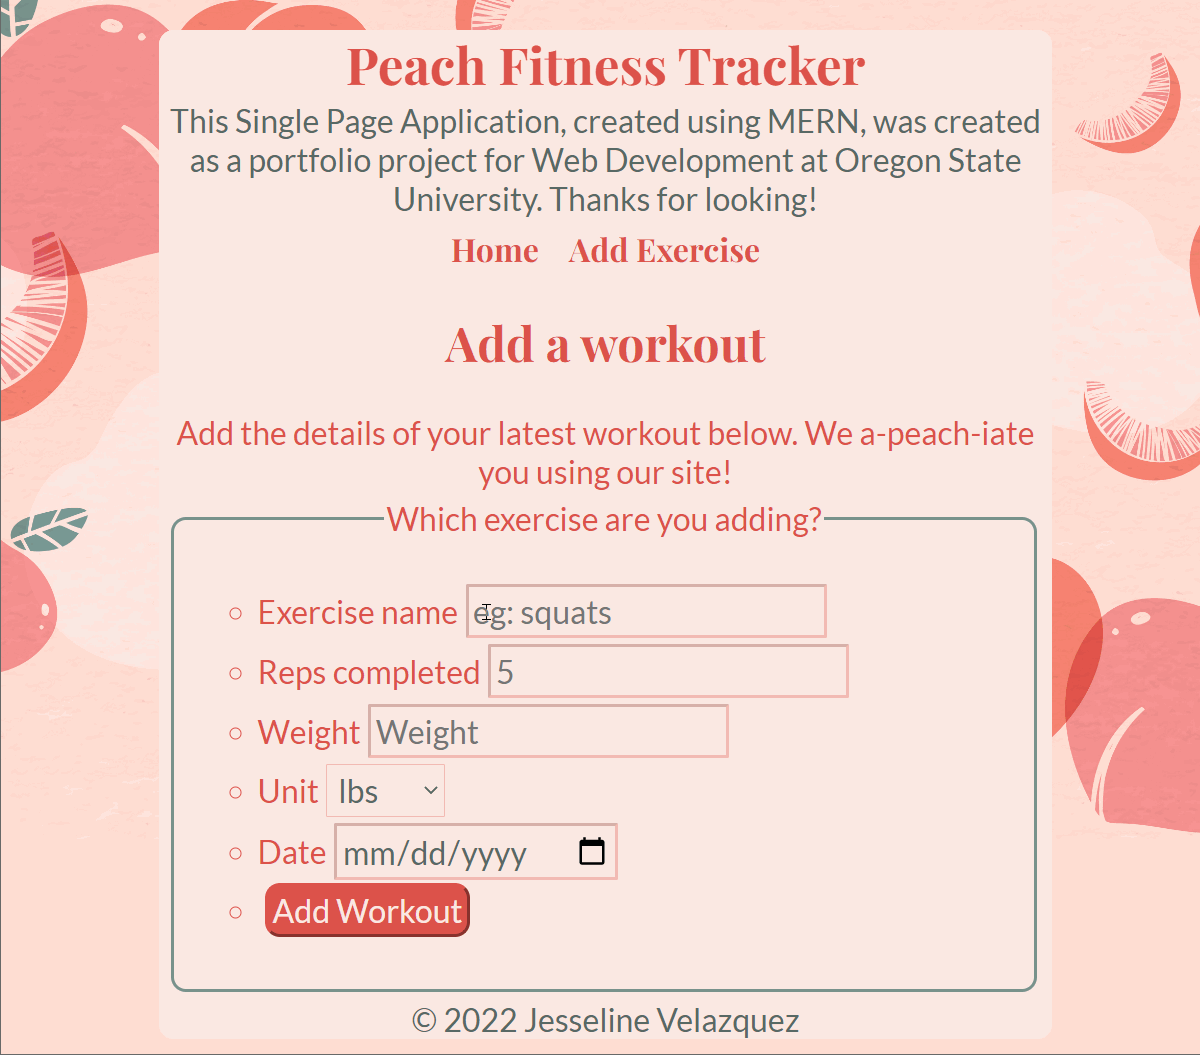 Peach Fitness Tracker
This Single Page Application, created using MERN, was created
as a portfolio project for Web Development at Oregon State
University. Thanks for looking!
Home Add Exercise
Add a workout
Add the details of your latest workout below. We a-peach-iate
you using our site!
Which exercise are you adding?
Exercise name eg: squats
Reps completed 5
Weight Weight
Unit lbs
Date mm/dd/yyyy
Add Workout
© 2022 Jesseline Velazquez